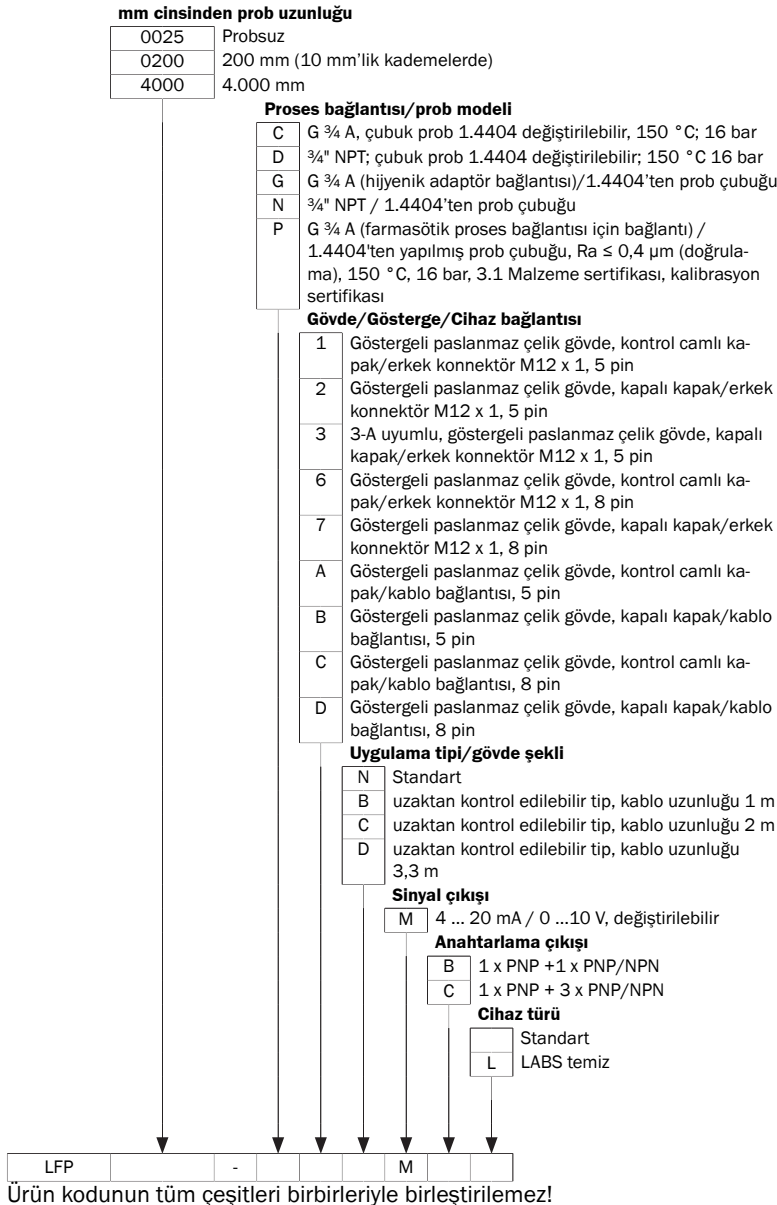 mm cinsinden prob uzunluğu
0025 Probsuz
0200 200 mm (10 mm’lik kademelerde)
4000 4.000 mm
Proses bağlantısı/prob modeli
C G ¾ A, çubuk prob 1.4404 değiştirilebilir, 150 °C; 16 bar
D ¾" NPT; çubuk prob 1.4404 değiştirilebilir; 150 °C 16 bar
G G ¾ A (hijyenik adaptör bağlantısı)/1.4404’ten prob çubuğu
N ¾" NPT / 1.4404’ten prob çubuğu
P G ¾ A (farmasötik proses bağlantısı için bağlantı) /
1.4404'ten yapılmış prob çubuğu, Ra ≤ 0,4 µm (doğrula-
ma), 150 °C, 16 bar, 3.1 Malzeme sertifikası, kalibrasyon
sertifikası
Gövde/Gösterge/Cihaz bağlantısı
1 Göstergeli paslanmaz çelik gövde, kontrol camlı ka-
pak/erkek konnektör M12 x 1, 5 pin
2 Göstergeli paslanmaz çelik gövde, kapalı kapak/erkek
konnektör M12 x 1, 5 pin
3 3-A uyumlu, göstergeli paslanmaz çelik gövde, kapalı
kapak/erkek konnektör M12 x 1, 5 pin
6 Göstergeli paslanmaz çelik gövde, kontrol camlı ka-
pak/erkek konnektör M12 x 1, 8 pin
7 Göstergeli paslanmaz çelik gövde, kapalı kapak/erkek
konnektör M12 x 1, 8 pin
A Göstergeli paslanmaz çelik gövde, kontrol camlı ka-
pak/kablo bağlantısı, 5 pin
B Göstergeli paslanmaz çelik gövde, kapalı kapak/kablo
bağlantısı, 5 pin
C Göstergeli paslanmaz çelik gövde, kontrol camlı ka-
pak/kablo bağlantısı, 8 pin
D Göstergeli paslanmaz çelik gövde, kapalı kapak/kablo
bağlantısı, 8 pin
Uygulama tipi/gövde şekli
N Standart
B uzaktan kontrol edilebilir tip, kablo uzunluğu 1 m
C uzaktan kontrol edilebilir tip, kablo uzunluğu 2 m
D uzaktan kontrol edilebilir tip, kablo uzunluğu
3,3 m
Sinyal çıkışı
M 4 ... 20 mA / 0 ...10 V, değiştirilebilir
Anahtarlama çıkışı
B 1 x PNP +1 x PNP/NPN
C 1 x PNP + 3 x PNP/NPN
Cihaz türü
Standart
L LABS temiz
LFP - M
Ürün kodunun tüm çeşitleri birbirleriyle birleştirilemez!